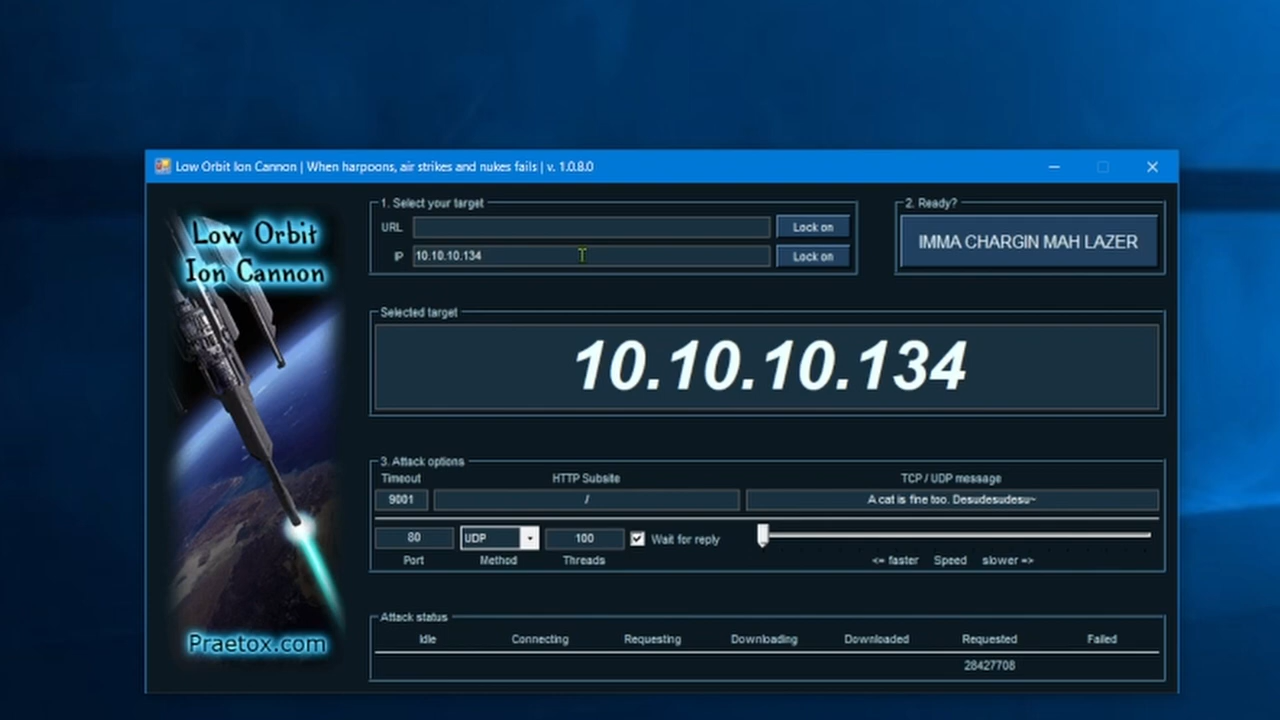 Low Orbit Ion Cannon | When harpoons, air strikes and nukes fails | v. 1.0.8.0
Low Orbit
Ion Cannon
Praetox.com
1. Select your target
URL
Lock on
IP
10.10.10.134
Lock on
2. Ready?
IMMA CHARGIN MAH LAZER
Selected target
10.10.10.134
3. Attack options
Timeout
HTTP Subsite
TCP / UDP message
9001
/
A cat is fine too. Desudesudesu~
80
UDP
100
Wait for reply
Port
Method
Threads
<= faster
Speed
slower =>
Attack status
Idle
Connecting
Requesting
Downloading
Downloaded
Requested
Failed
28427708